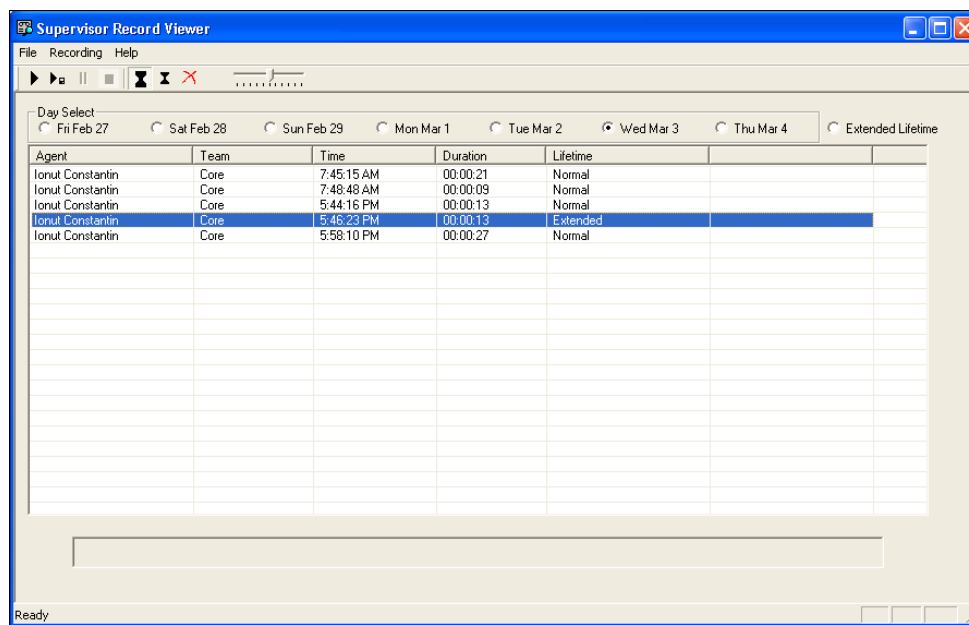 Supervisor Record Viewer
File Recording Help
Day Select
Fri Feb 27 Sat Feb 28 Sun Feb 29 Mon Mar 1 Tue Mar 2 Wed Mar 3 Thu Mar 4 Extended Lifetime
Agent Team Time Duration Lifetime
Ionut Constantin Core 7:45:15 AM 00:00:21 Normal
Ionut Constantin Core 7:48:48 AM 00:00:09 Normal
Ionut Constantin Core 5:44:16 PM 00:00:13 Normal
Ionut Constantin Core 5:46:23 PM 00:00:13 Extended
Ionut Constantin Core 5:58:10 PM 00:00:27 Normal
Ready